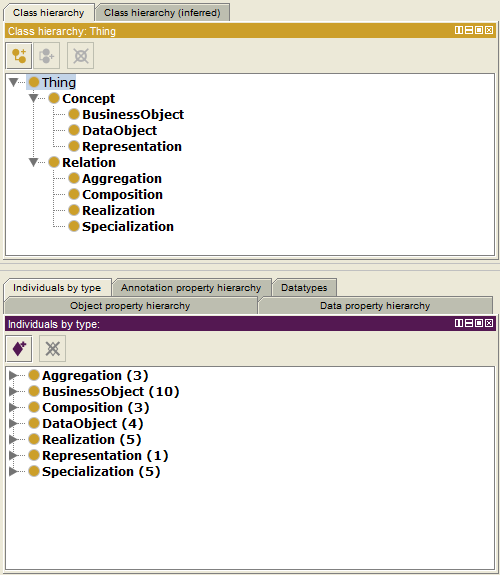 Class hierarchy Class hierarchy (inferred)
Class hierarchy: Thing
Thing
Concept
BusinessObject
DataObject
Representation
Relation
Aggregation
Composition
Realization
Specialization
Individuals by type Annotation property hierarchy Datatypes
Object property hierarchy Data property hierarchy
Individuals by type:
Aggregation (3)
BusinessObject (10)
Composition (3)
DataObject (4)
Realization (5)
Representation (1)
Specialization (5)